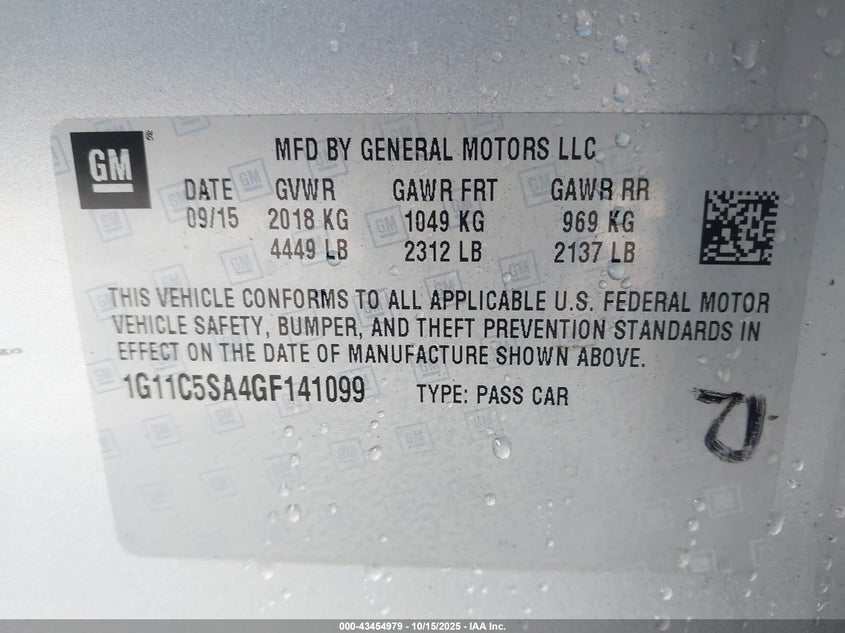 GM
MFD BY GENERAL MOTORS LLC
DATE GVWR GAWR FRT GAWR RR
09/15 2018 KG 1049 KG 969 KG
4449 LB 2312 LB 2137 LB
THIS VEHICLE CONFORMS TO ALL APPLICABLE U.S. FEDERAL MOTOR
VEHICLE SAFETY, BUMPER, AND THEFT PREVENTION STANDARDS IN
EFFECT ON THE DATE OF MANUFACTURE SHOWN ABOVE.
1G11C5SA4GF141099 TYPE: PASS CAR
000-43454979 - 10/15/2025 - IAA Inc.